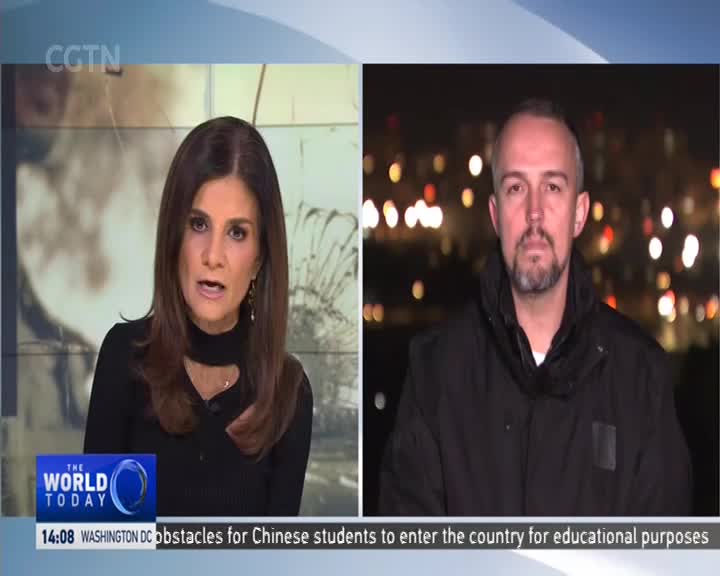 CGTN
THE
WORLD
TODAY
14:08 WASHINGTON DC obstacles for Chinese students to enter the country for educational purposes